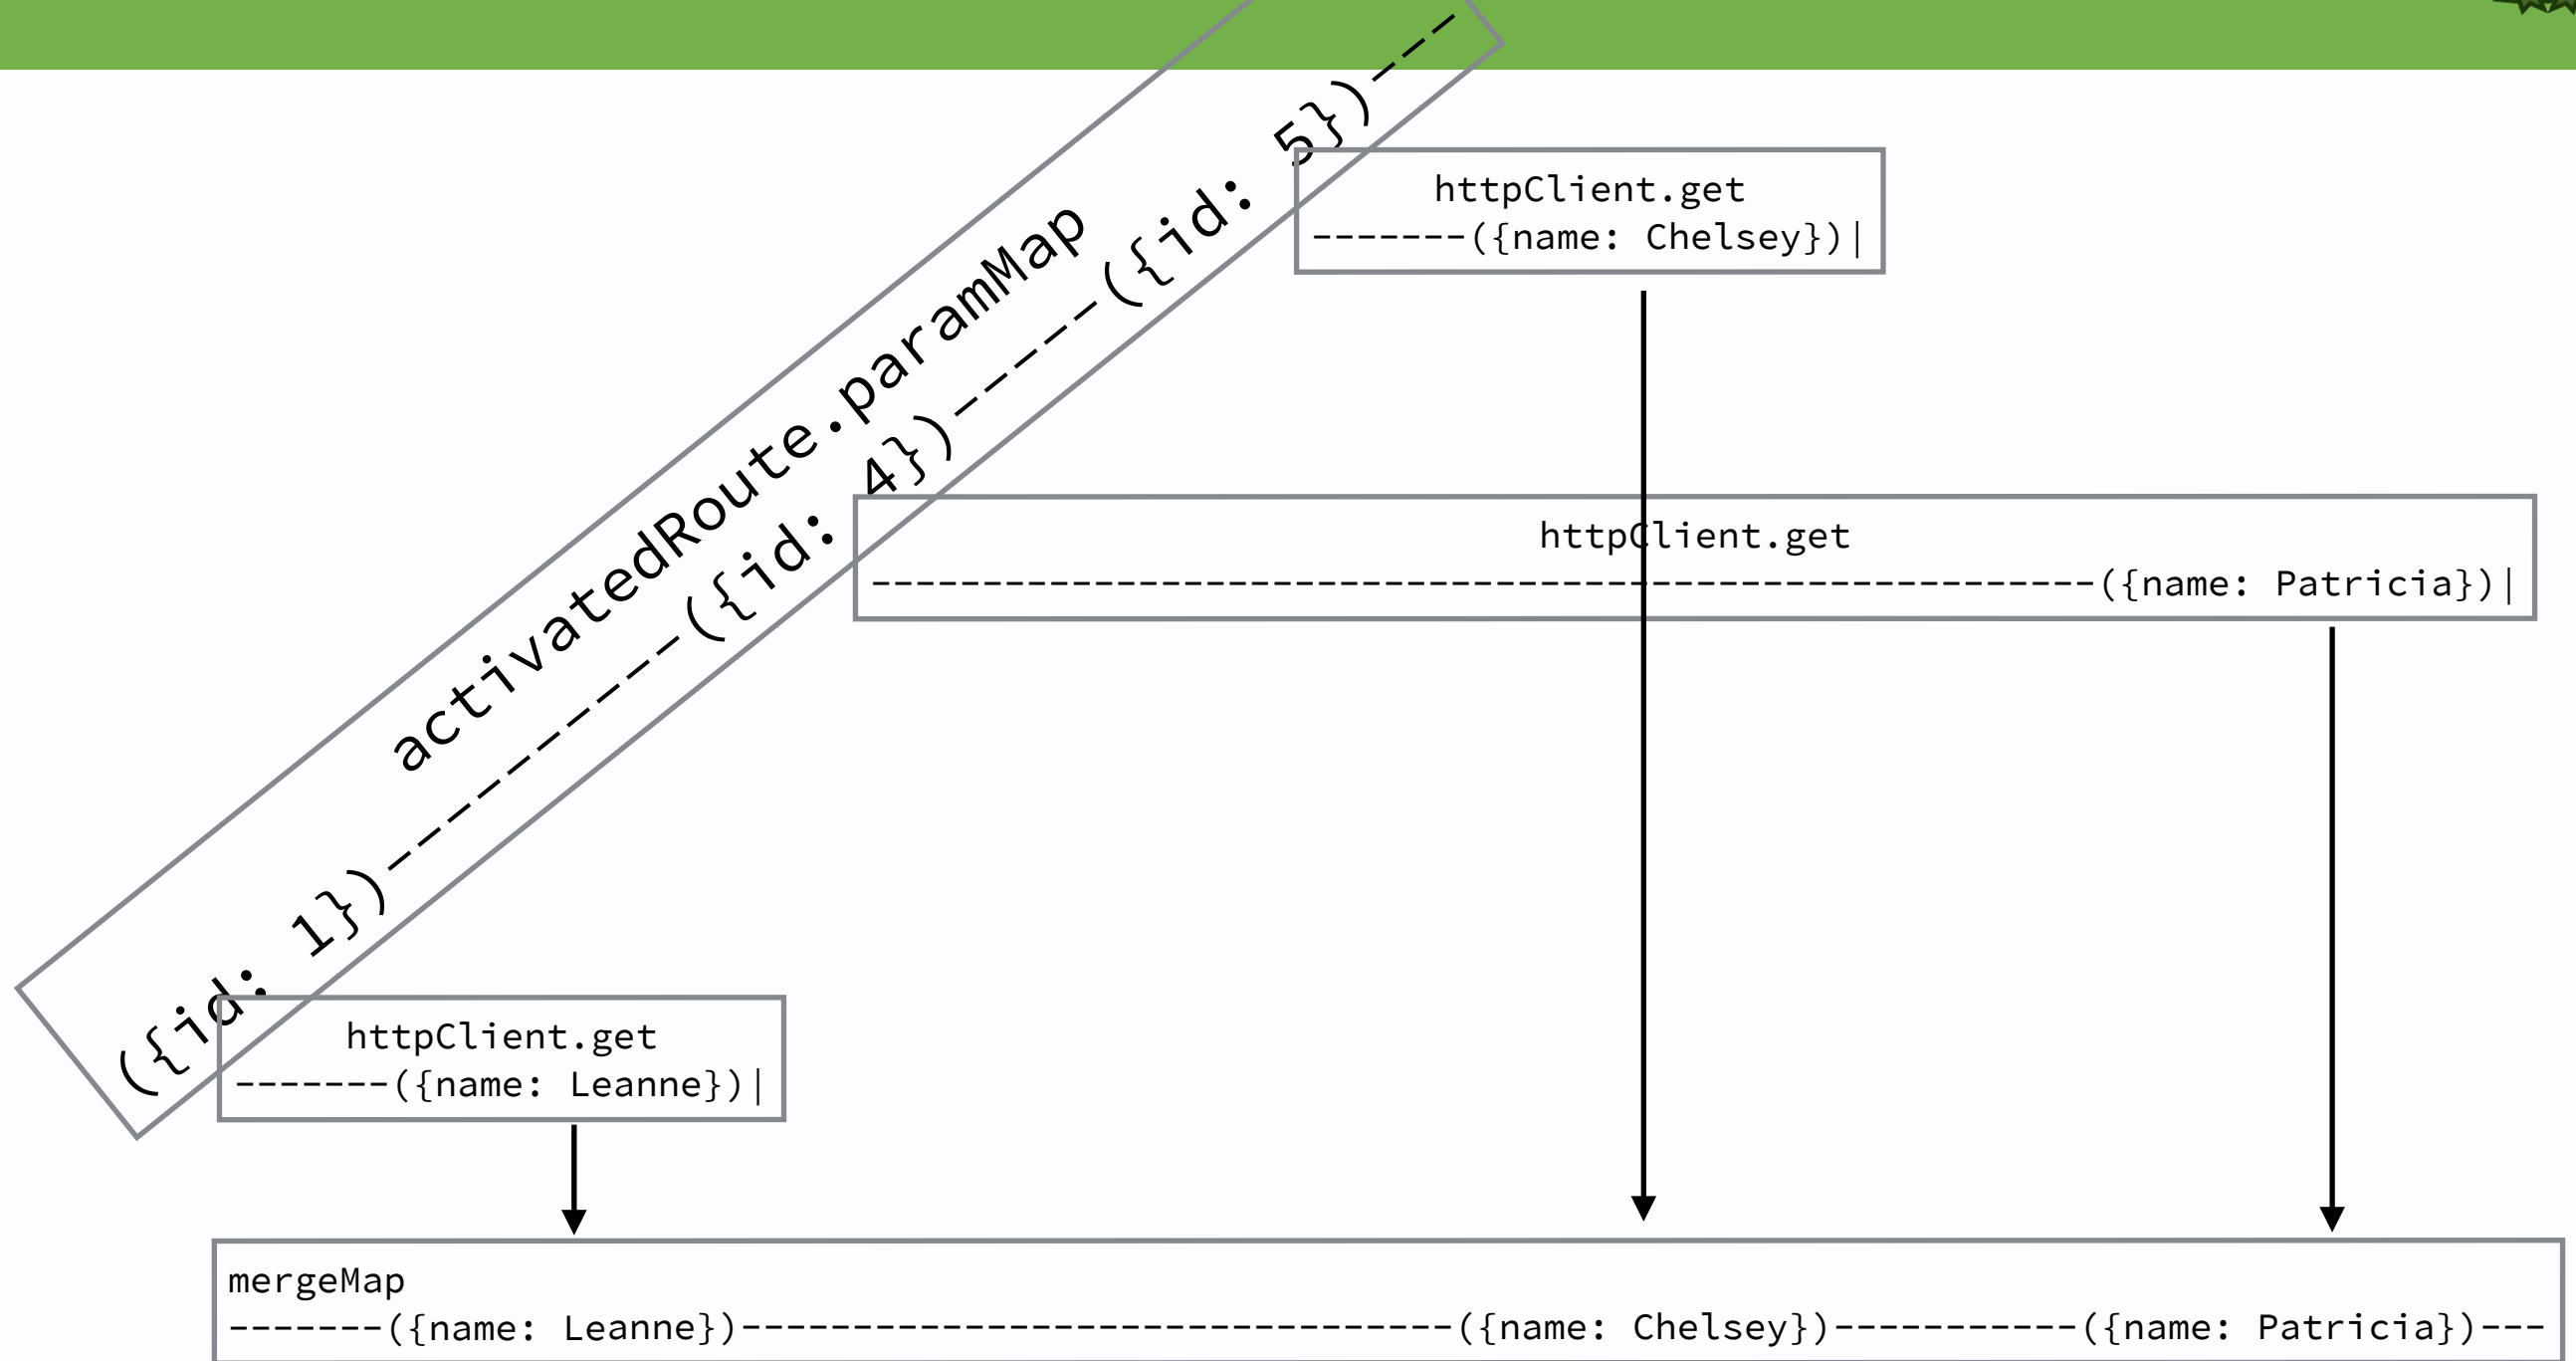 activatedRoute.paramMap
({id: 1})----------({id: 4})-----({id: 5})---
httpClient.get
-------({name: Chelsey})|
httpClient.get
-------------------------------------------------------({name: Patricia})|
httpClient.get
-------({name: Leanne})|
mergeMap
-------({name: Leanne})--------------------------------({name: Chelsey})-----------({name: Patricia})---